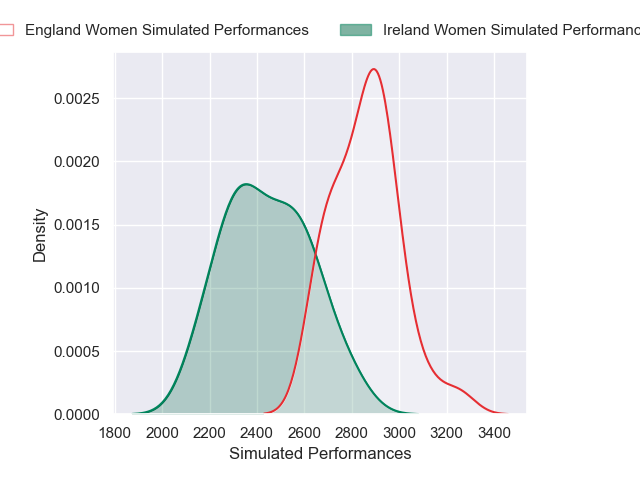 England Women Simulated Performances
Ireland Women Simulated
0.0025
0.0020
0.0015
0.0010
0.0005
0.0000
Density
1800 2000 2200 2400 2600 2800 3000 3200 3400
Simulated Performances